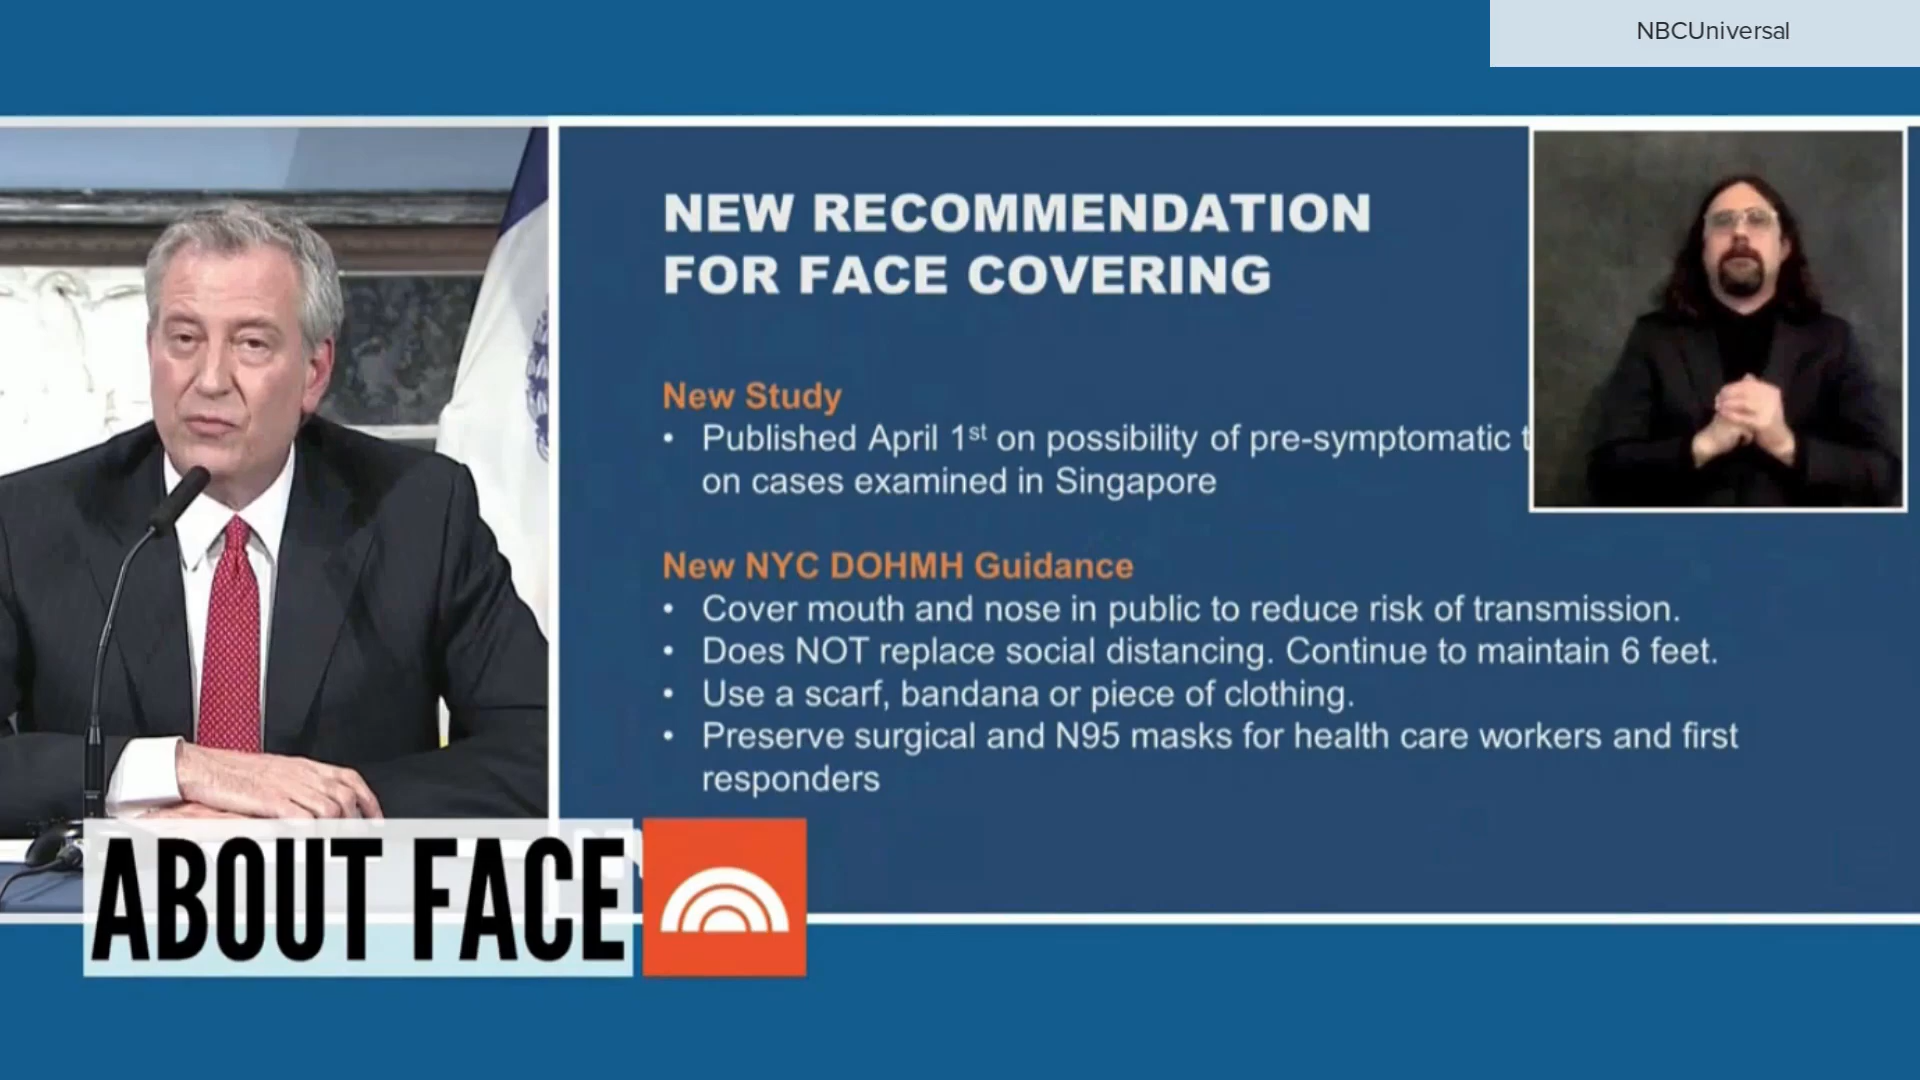 NBCUniversal
NEW RECOMMENDATION
FOR FACE COVERING
New Study
• Published April 1st on possibility of pre-symptomatic
on cases examined in Singapore
New NYC DOHMH Guidance
• Cover mouth and nose in public to reduce risk of transmission.
• Does NOT replace social distancing. Continue to maintain 6 feet.
• Use a scarf, bandana or piece of clothing.
• Preserve surgical and N95 masks for health care workers and first
responders
ABOUT FACE